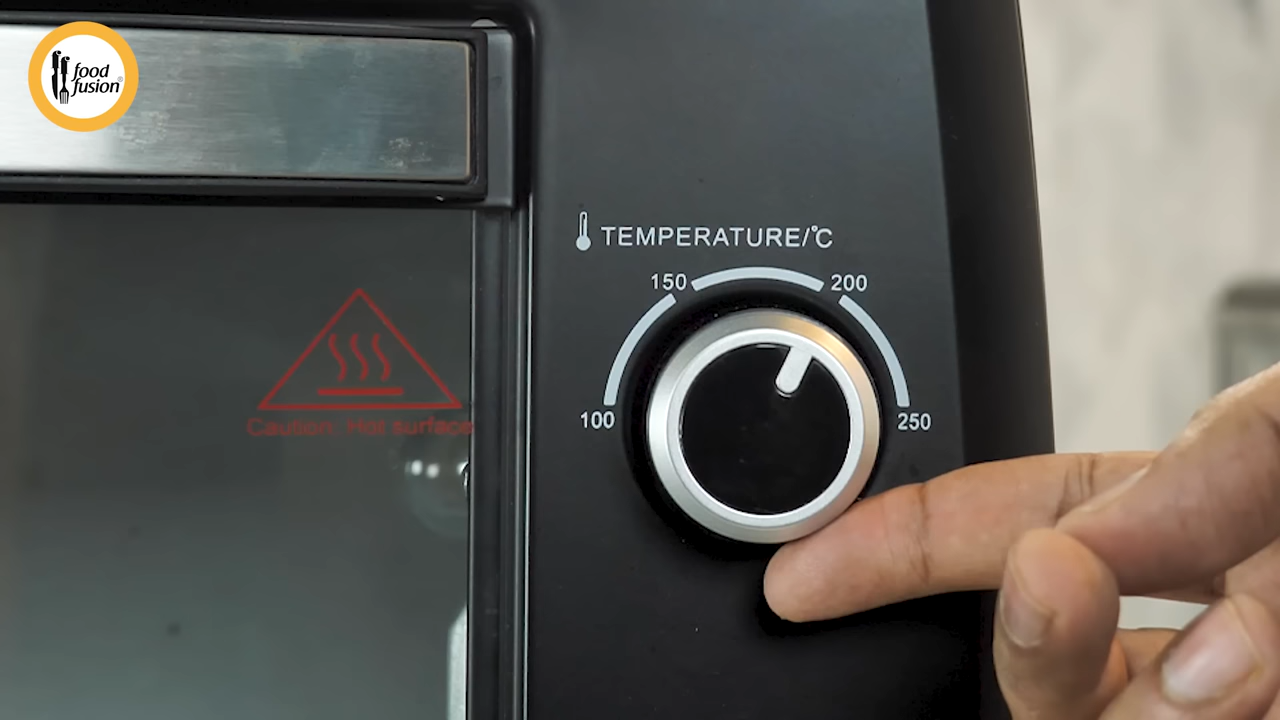 food
fusion®
TEMPERATURE/℃
150
200
100
250
Caution: Hot surface